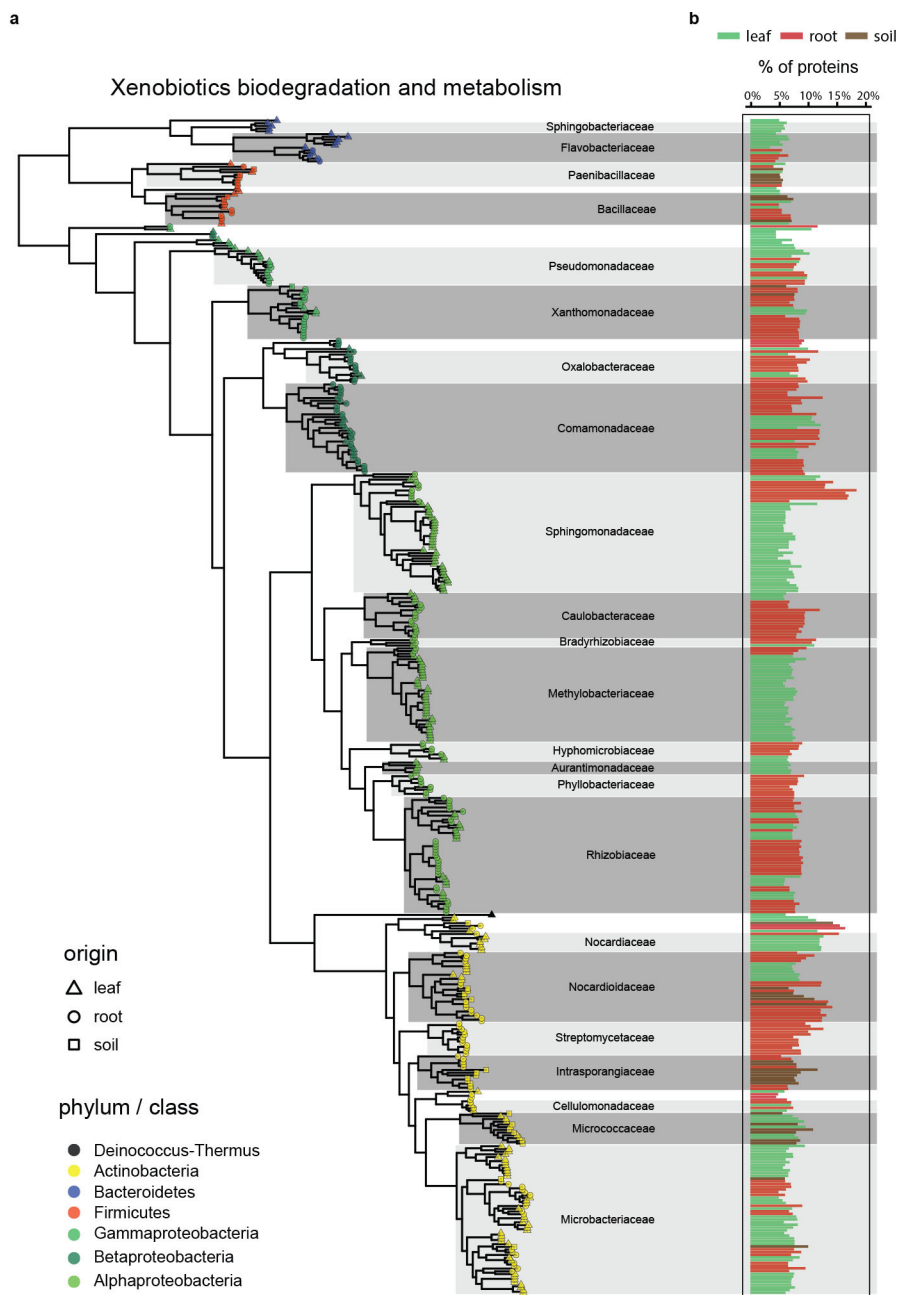 a
b
leaf root soil
% of proteins
0% 5% 10% 15% 20%
Xenobiotics biodegradation and metabolism
Sphingobacteriaceae
Flavobacteriaceae
Paenibacillaceae
Bacillaceae
Pseudomonadaceae
Xanthomonadaceae
Oxalobacteraceae
Comamonadaceae
Sphingomonadaceae
Caulobacteraceae
Bradyrhizobiaceae
Methylobacteriaceae
Hyphomicrobiaceae
Aurantimonadaceae
Phyllobacteriaceae
Rhizobiaceae
Nocardiaceae
Nocardioidaceae
Streptomycetaceae
Intrasporangiaceae
Cellulomonadaceae
Micrococcaceae
Microbacteriaceae
origin
leaf
root
soil
phylum / class
Deinococcus-Thermus
Actinobacteria
Bacteroidetes
Firmicutes
Gammaproteobacteria
Betaproteobacteria
Alphaproteobacteria